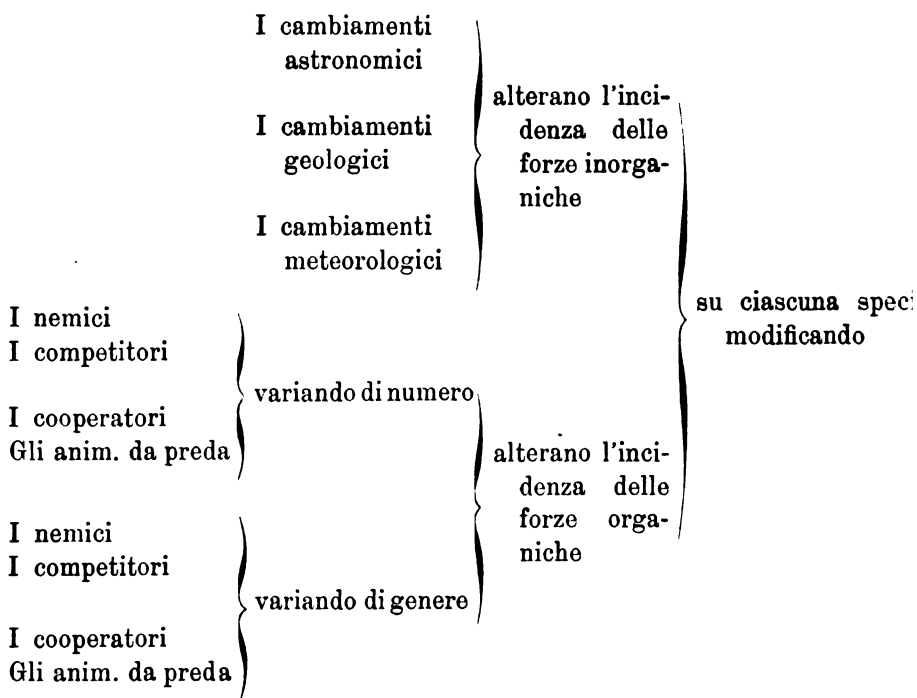 I cambiamenti
astronomici
I cambiamenti
geologici
I cambiamenti
meteorologici
alterano l'inci-
denza delle
forze inorga-
niche
I nemici
I competitori
I cooperatori
Gli anim. da preda
variando di numero
I nemici
I competitori
I cooperatori
Gli anim. da preda
variando di genere
alterano l'inci-
denza delle
forze orga-
niche
su ciascuna speci
modificando